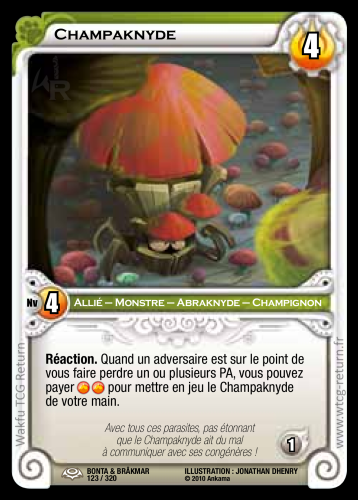 Champaknyde
4
Nv 4 Allié – Monstre – Abraknyde – Champignon
Réaction. Quand un adversaire est sur le point de
vous faire perdre un ou plusieurs PA, vous pouvez
payer pour mettre en jeu le Champaknyde
de votre main.
Avec tous ces parasites, pas étonnant
que le Champaknyde ait du mal
à communiquer avec ses congénères !
1
BONTA & BRÂKMAR
123 / 320
ILLUSTRATION : JONATHAN DHENRY
© 2010 Ankama
Wakfu TCG Return
www.wtcg-return.fr